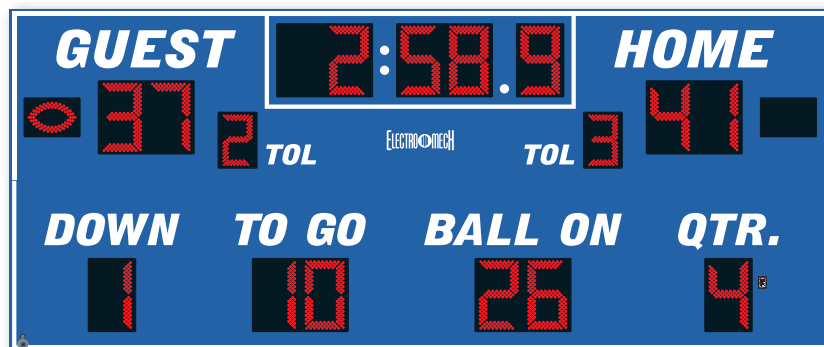 GUEST 2:58.9 HOME
37 2 TOL ELECTRO-MECH TOL 3 41
DOWN TO GO BALL ON QTR.
1 10 26 4